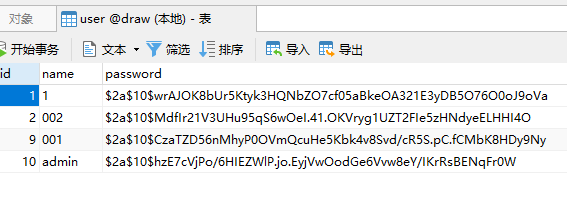 对象 user @draw (本地) - 表
开始事务 文本 筛选 排序 导入 导出
id name password
1 1 $2a$10$wrAJOK8bUr5Ktyk3HQNbZO7cf05aBkeOA321E3yDB5O76O0oJ9oVa
2 002 $2a$10$MdfIr21V3UHu95qS6wOeI.41.OKVryg1UZT2FIe5zHNdyeELHHI4O
9 001 $2a$10$CzaTZD56nMhyP0OVmQcuHe5Kbk4v8Svd/cR5S.pC.fCMbK8HDy9Ny
10 admin $2a$10$hzE7cVjPo/6HIEZWlP.jo.EyjVwOodGe6Vvw8eY/IKrRsBENqFr0W